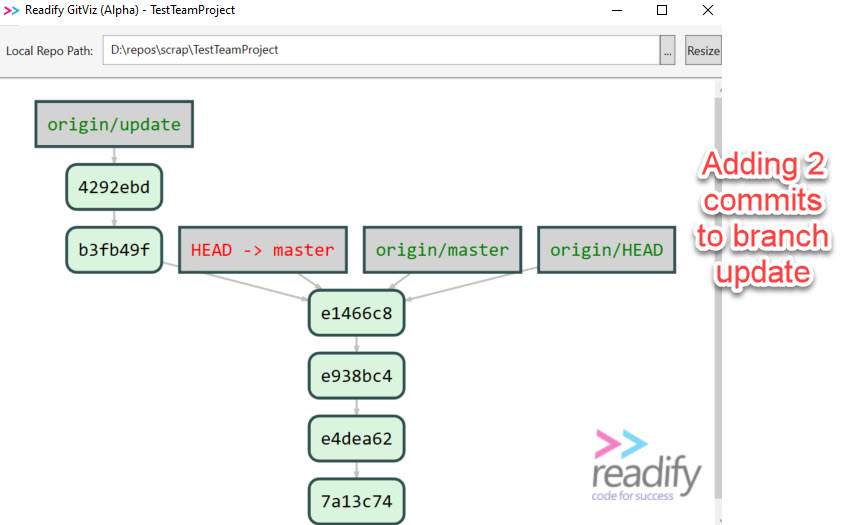 Readify GitViz (Alpha) - TestTeamProject
Local Repo Path: D:\repos\scrap\TestTeamProject ... Resize
origin/update
4292ebd
b3fb49f HEAD -> master origin/master origin/HEAD
e1466c8
e938bc4
e4dea62
7a13c74
Adding 2
commits
to branch
update
readify
code for success